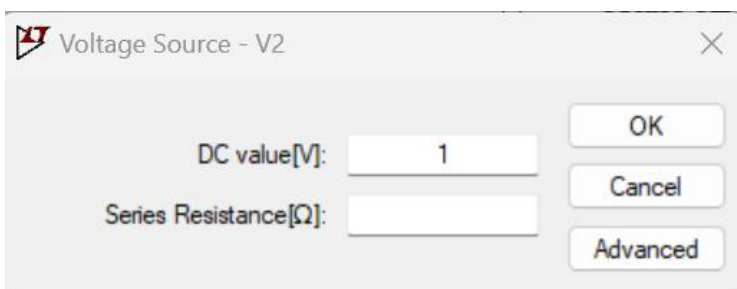 Voltage Source - V2
DC value[V]: 1
Series Resistance[Ω]:
OK
Cancel
Advanced